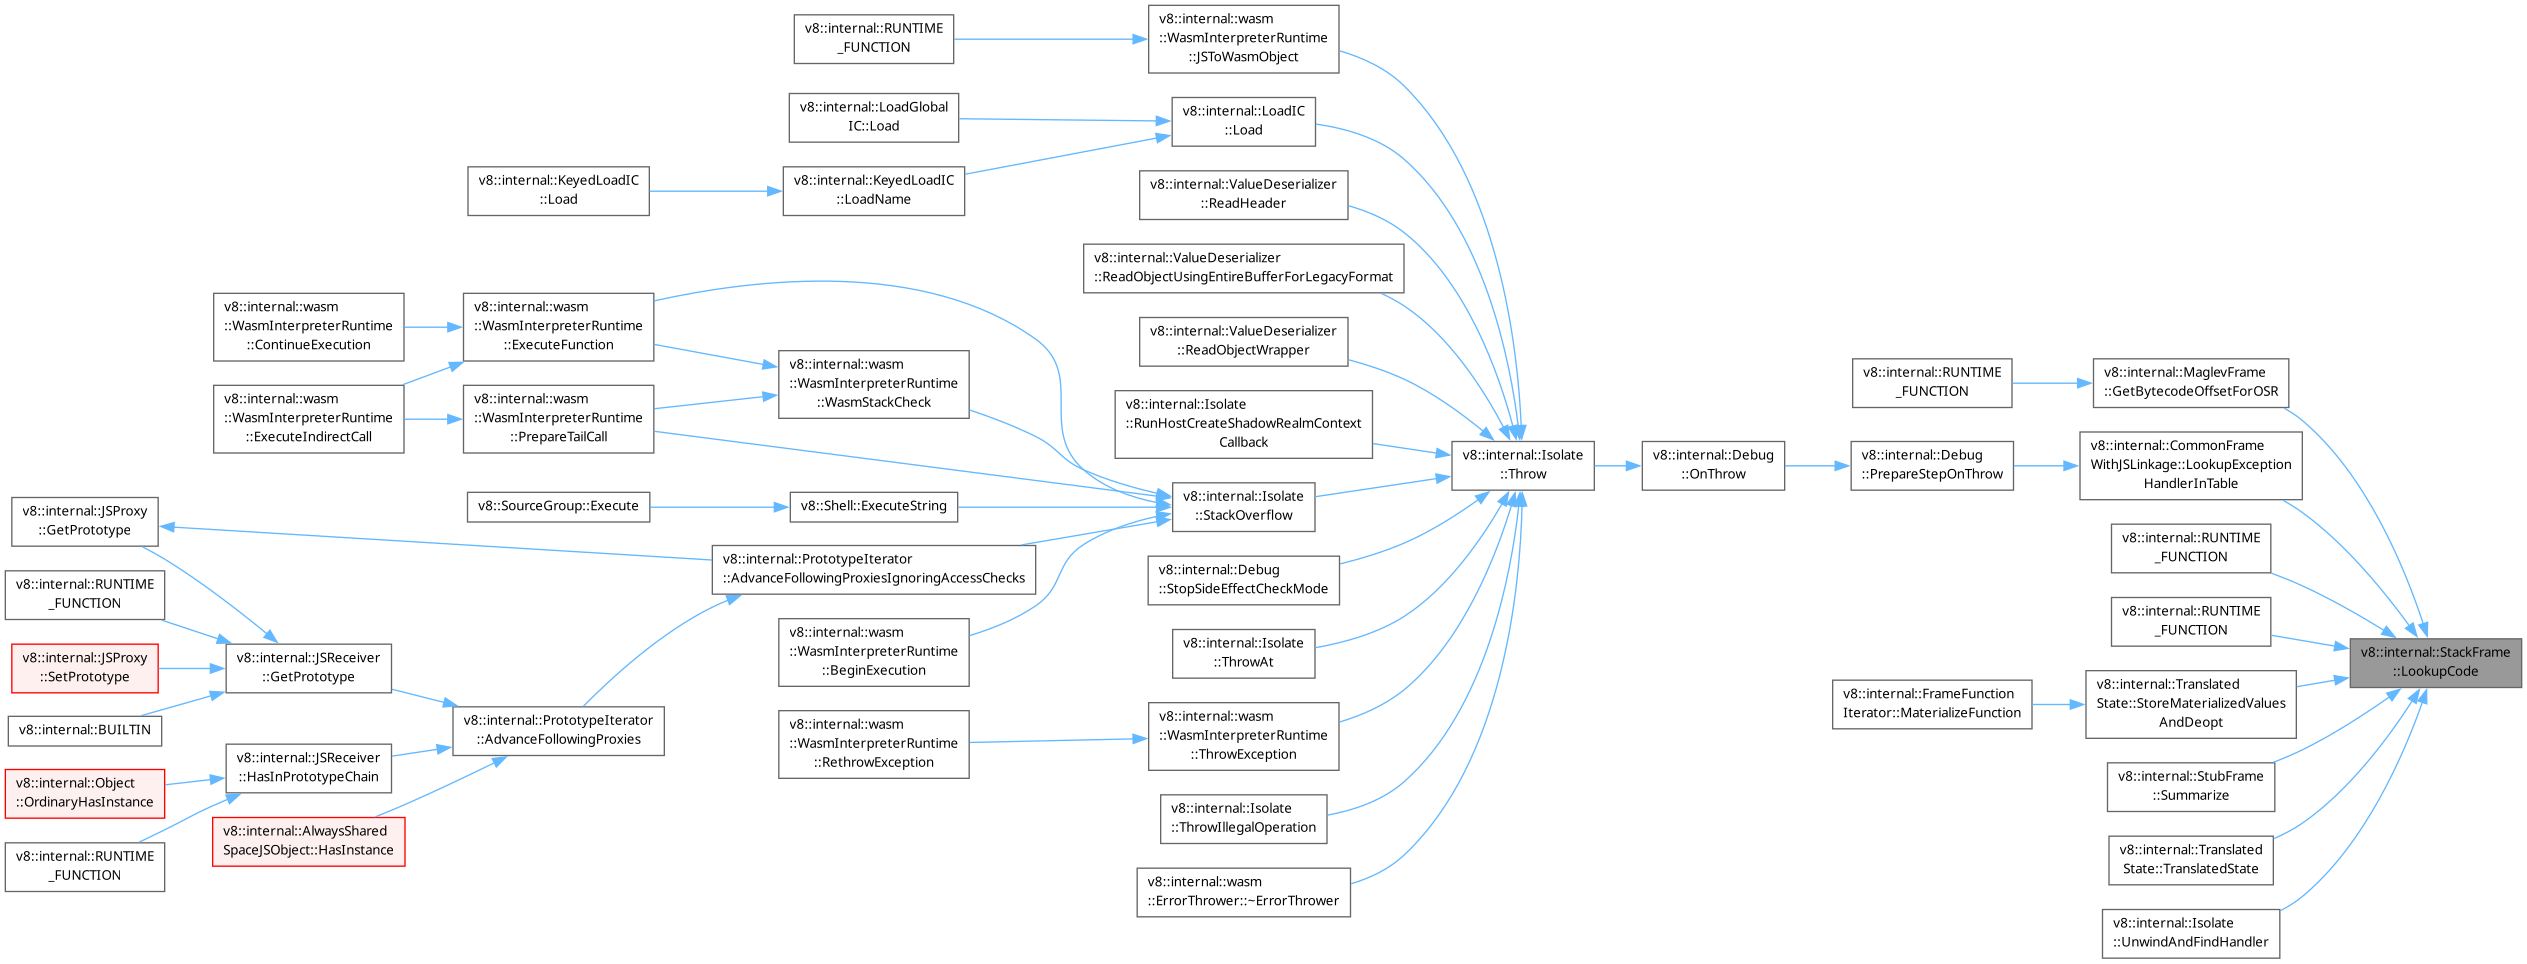 v8::internal::RUNTIME
_FUNCTION
v8::internal::wasm
::WasmInterpreterRuntime
::JSToWasmObject
v8::internal::LoadGlobal
IC::Load
v8::internal::LoadIC
::Load
v8::internal::KeyedLoadIC
::Load
v8::internal::KeyedLoadIC
::LoadName
v8::internal::ValueDeserializer
::ReadHeader
v8::internal::ValueDeserializer
::ReadObjectUsingEntireBufferForLegacyFormat
v8::internal::wasm
::WasmInterpreterRuntime
::ContinueExecution
v8::internal::wasm
::WasmInterpreterRuntime
::ExecuteFunction
v8::internal::ValueDeserializer
::ReadObjectWrapper
v8::internal::wasm
::WasmInterpreterRuntime
::WasmStackCheck
v8::internal::RUNTIME
_FUNCTION
v8::internal::MaglevFrame
::GetBytecodeOffsetForOSR
v8::internal::wasm
::WasmInterpreterRuntime
::ExecuteIndirectCall
v8::internal::wasm
::WasmInterpreterRuntime
::PrepareTailCall
v8::internal::Isolate
::RunHostCreateShadowRealmContext
Callback
v8::internal::Isolate
::Throw
v8::internal::Debug
::OnThrow
v8::internal::Debug
::PrepareStepOnThrow
v8::internal::CommonFrame
WithJSLinkage::LookupException
HandlerInTable
v8::internal::JSProxy
::GetPrototype
v8::SourceGroup::Execute
v8::Shell::ExecuteString
v8::internal::Isolate
::StackOverflow
v8::internal::RUNTIME
_FUNCTION
v8::internal::PrototypeIterator
::AdvanceFollowingProxiesIgnoringAccessChecks
v8::internal::Debug
::StopSideEffectCheckMode
v8::internal::RUNTIME
_FUNCTION
v8::internal::RUNTIME
_FUNCTION
v8::internal::JSProxy
::SetPrototype
v8::internal::JSReceiver
::GetPrototype
v8::internal::wasm
::WasmInterpreterRuntime
::BeginExecution
v8::internal::Isolate
::ThrowAt
v8::internal::StackFrame
::LookupCode
v8::internal::FrameFunction
Iterator::MaterializeFunction
v8::internal::Translated
State::StoreMaterializedValues
AndDeopt
v8::internal::BUILTIN
v8::internal::PrototypeIterator
::AdvanceFollowingProxies
v8::internal::wasm
::WasmInterpreterRuntime
::RethrowException
v8::internal::wasm
::WasmInterpreterRuntime
::ThrowException
v8::internal::JSReceiver
::HasInPrototypeChain
v8::internal::StubFrame
::Summarize
v8::internal::Object
::OrdinaryHasInstance
v8::internal::AlwaysShared
SpaceJSObject::HasInstance
v8::internal::Isolate
::ThrowIllegalOperation
v8::internal::RUNTIME
_FUNCTION
v8::internal::Translated
State::TranslatedState
v8::internal::wasm
::ErrorThrower::~ErrorThrower
v8::internal::Isolate
::UnwindAndFindHandler